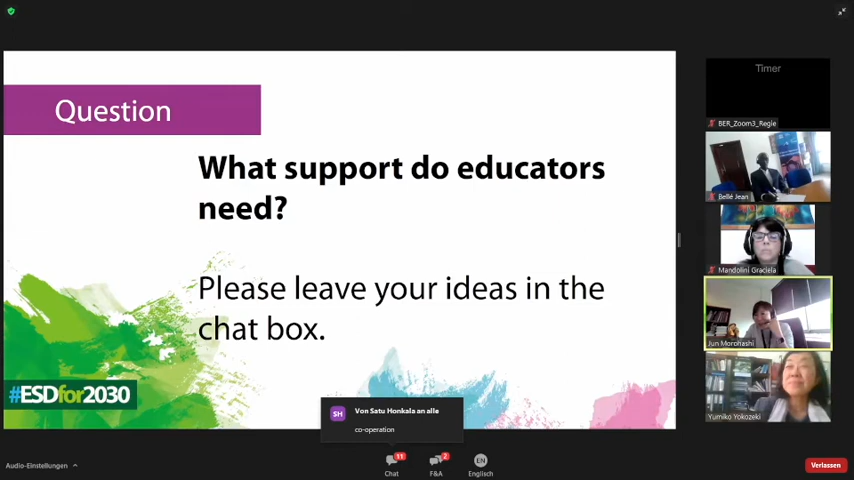 Question
What support do educators
need?
Please leave your ideas in the
chat box.
#ESDfor2030
Timer
BER_Zoom3_Regie
Bellé Jean
Mandolini Graciela
Jun Morohashi
Yumiko Yokozeki
SH
Von Satu Honkala an alle
co-operation
Audio-Einstellungen
11
Chat
2
F&A
EN
Englisch
Verlassen